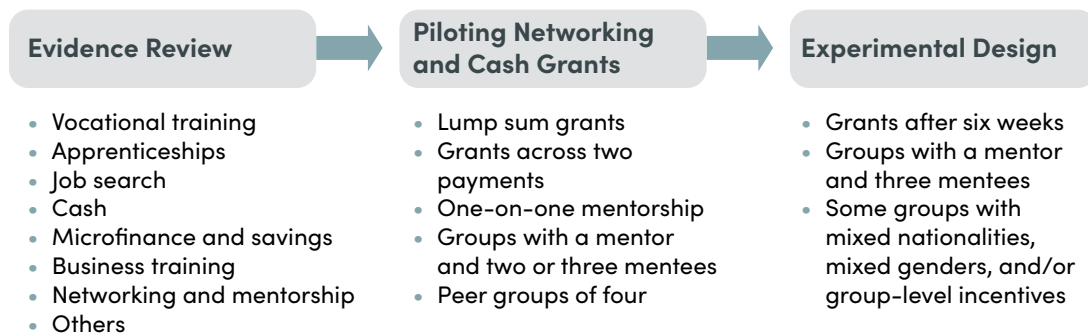 Evidence Review
• Vocational training
• Apprenticeships
• Job search
• Cash
• Microfinance and savings
• Business training
• Networking and mentorship
• Others
Piloting Networking
and Cash Grants
• Lump sum grants
• Grants across two
payments
• One-on-one mentorship
• Groups with a mentor
and two or three mentees
• Peer groups of four
Experimental Design
• Grants after six weeks
• Groups with a mentor
and three mentees
• Some groups with
mixed nationalities,
mixed genders, and/or
group-level incentives